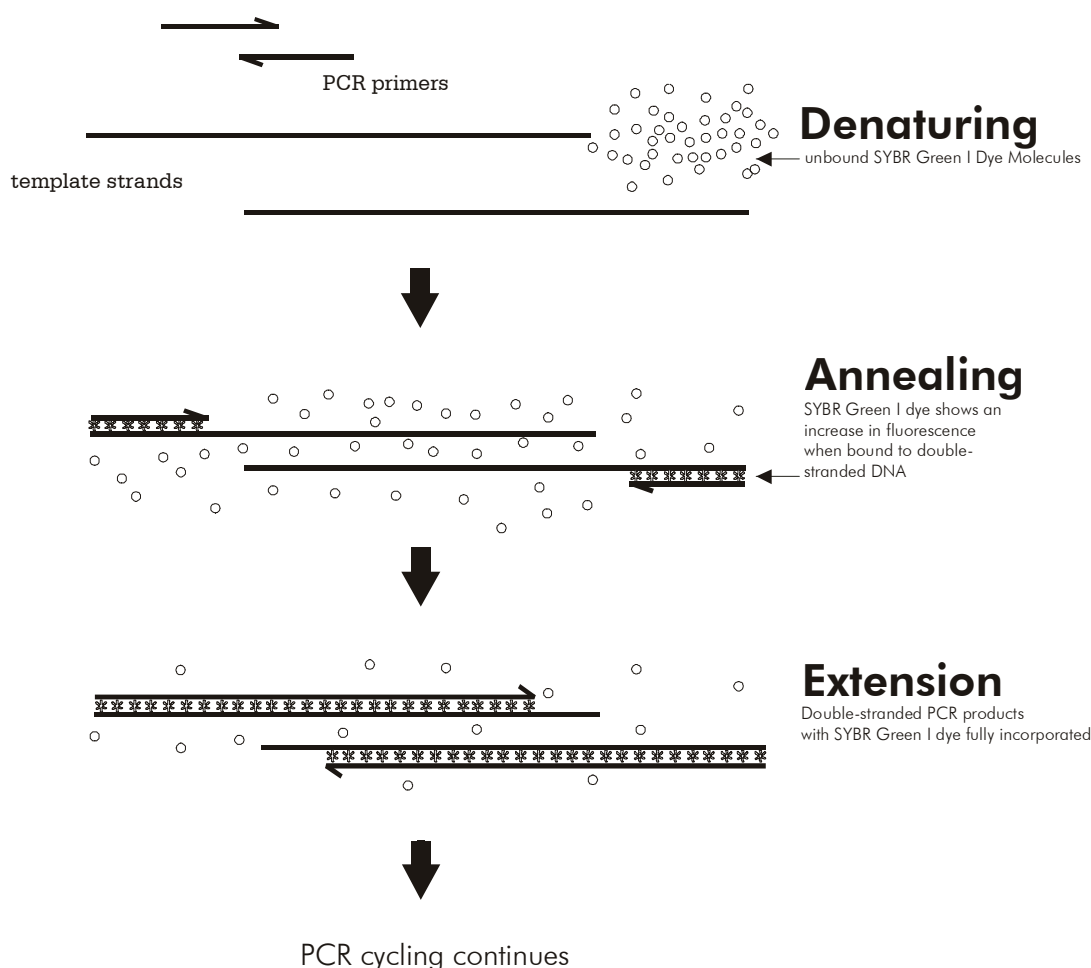 PCR primers
Denaturing
unbound SYBR Green I Dye Molecules
template strands
Annealing
SYBR Green I dye shows an
increase in fluorescence
when bound to double-
stranded DNA
Extension
Double-stranded PCR products
with SYBR Green I dye fully incorporated
PCR cycling continues